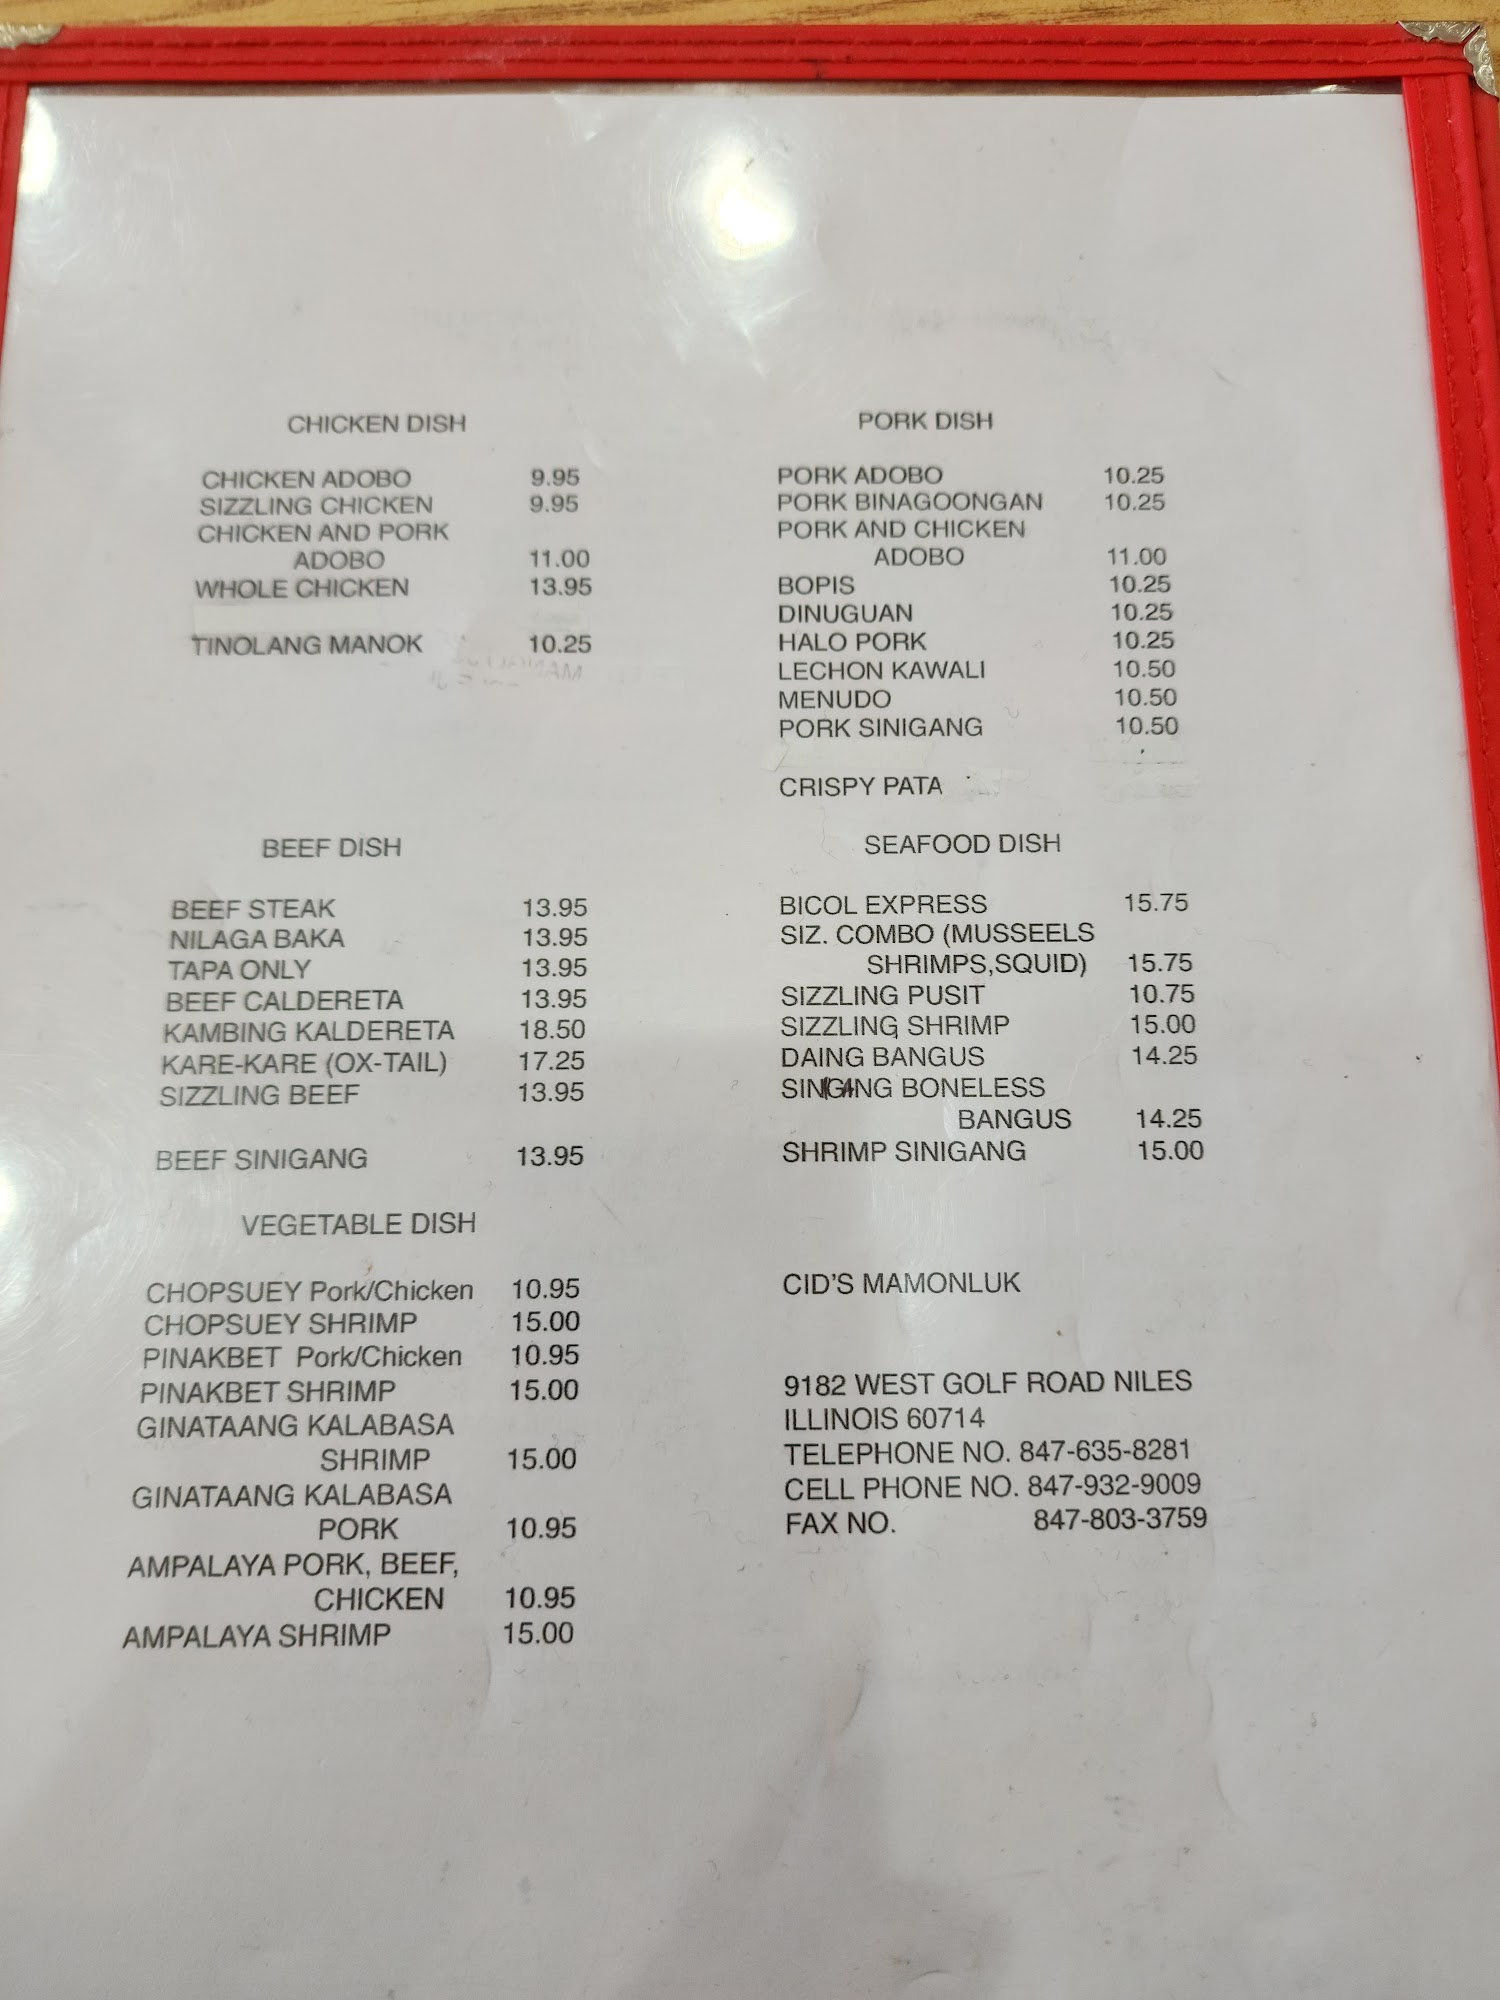 CHICKEN DISH
CHICKEN ADOBO 9.95
SIZZLING CHICKEN 9.95
CHICKEN AND PORK
ADOBO 11.00
WHOLE CHICKEN 13.95
TINOLANG MANOK 10.25
PORK DISH
PORK ADOBO 10.25
PORK BINAGOONGAN 10.25
PORK AND CHICKEN
ADOBO 11.00
BOPIS 10.25
DINUGUAN 10.25
HALO PORK 10.25
LECHON KAWALI 10.50
MENUDO 10.50
PORK SINIGANG 10.50
CRISPY PATA
BEEF DISH
BEEF STEAK 13.95
NILAGA BAKA 13.95
TAPA ONLY 13.95
BEEF CALDERETA 13.95
KAMBING KALDERETA 18.50
KARE-KARE (OX-TAIL) 17.25
SIZZLING BEEF 13.95
BEEF SINIGANG 13.95
SEAFOOD DISH
BICOL EXPRESS 15.75
SIZ. COMBO (MUSSEELS
SHRIMPS,SQUID) 15.75
SIZZLING PUSIT 10.75
SIZZLING SHRIMP 15.00
DAING BANGUS 14.25
BONELESS
BANGUS 14.25
SHRIMP SINIGANG 15.00
VEGETABLE DISH
CHOPSUEY Pork/Chicken 10.95
CHOPSUEY SHRIMP 15.00
PINAKBET Pork/Chicken 10.95
PINAKBET SHRIMP 15.00
GINATAANG KALABASA
SHRIMP 15.00
GINATAANG KALABASA
PORK 10.95
AMPALAYA PORK, BEEF,
CHICKEN 10.95
AMPALAYA SHRIMP 15.00
CID'S MAMONLUK
9182 WEST GOLF ROAD NILES
ILLINOIS 60714
TELEPHONE NO. 847-635-8281
CELL PHONE NO. 847-932-9009
FAX NO. 847-803-3759